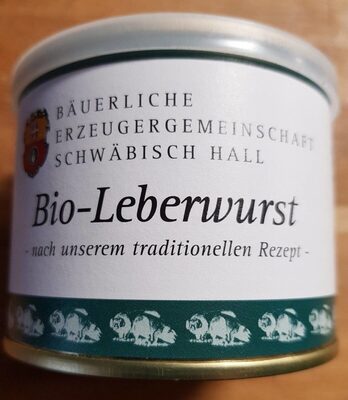 BÄUERLICHE
ERZEUGERGEMEINSCHAFT
SCHWÄBISCH HALL
Bio-Leberwurst
- nach unserem traditionellen Rezept -